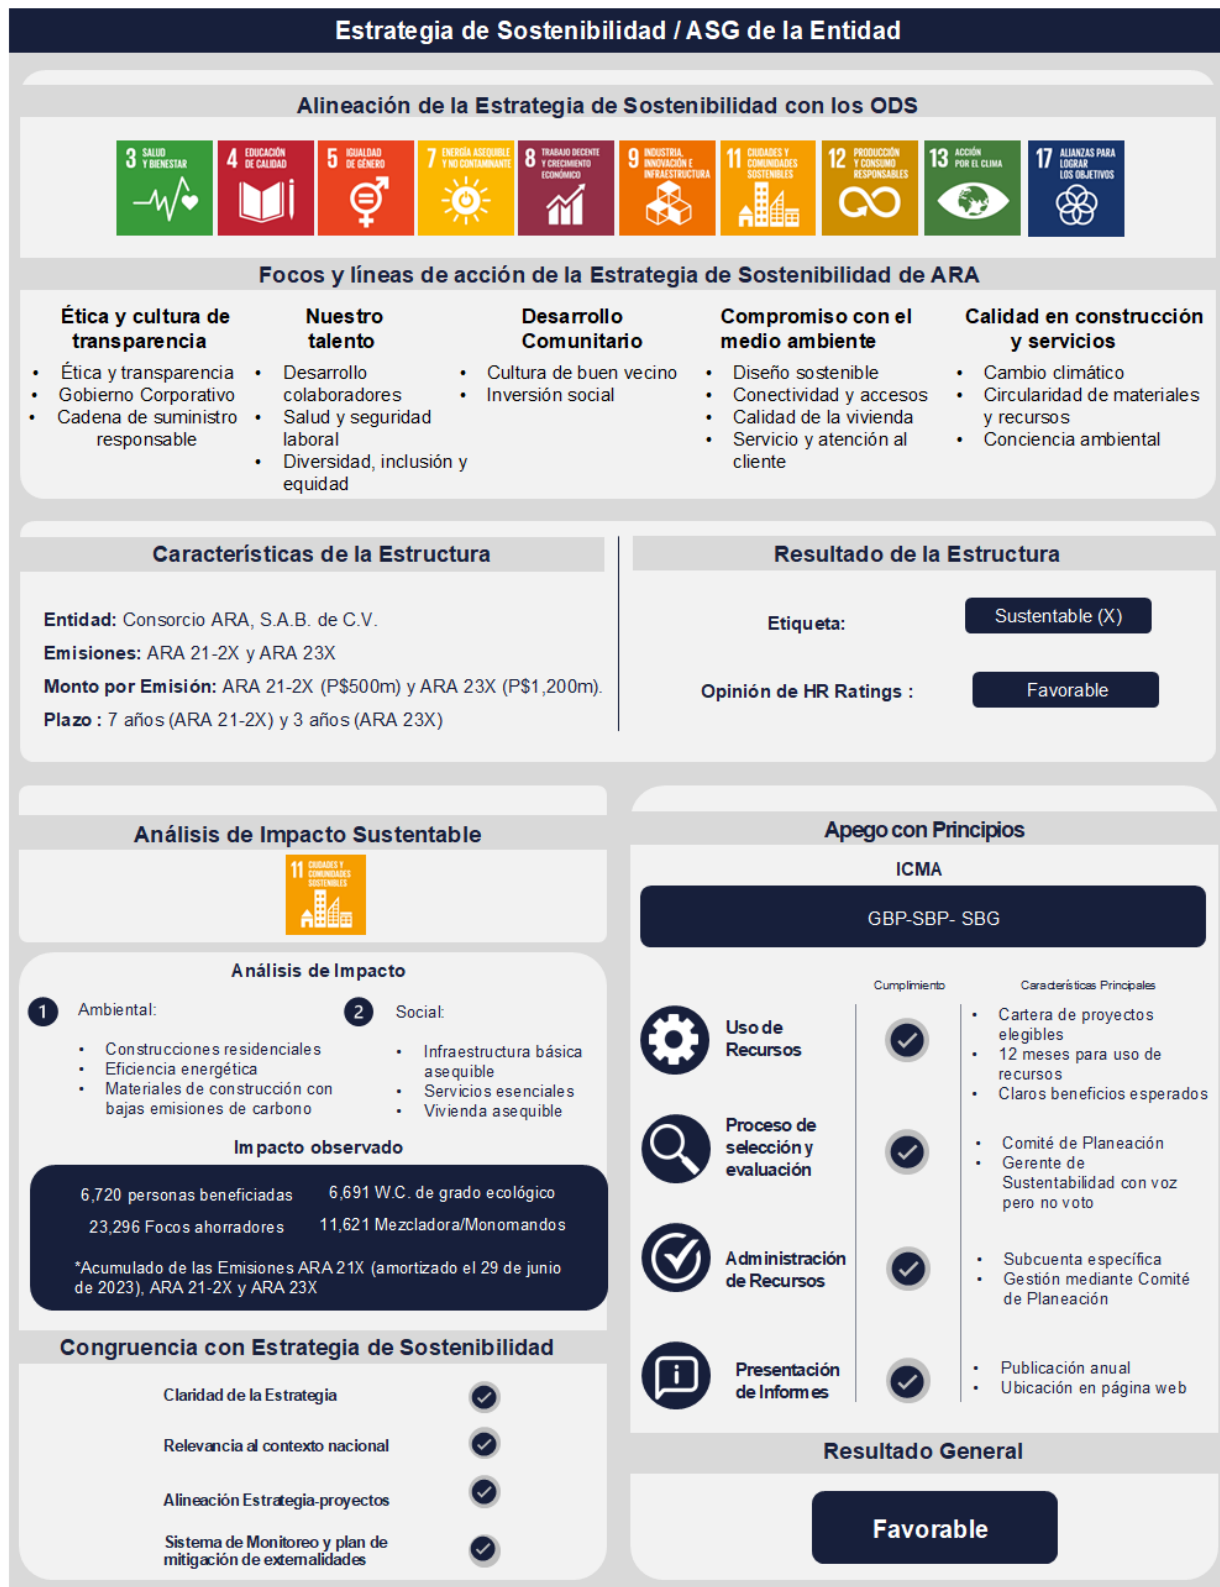 Estrategia de Sostenibilidad / ASG de la Entidad
Alineación de la Estrategia de Sostenibilidad con los ODS
3 SALUD
Y BIENESTAR
4 EDUCACIÓN
DE CALIDAD
5 IGUALDAD
DE GÉNERO
7 ENERGÍA ASEQUIBLE
Y NO CONTAMINANTE
8 TRABAJO DECENTE
Y CRECIMIENTO
ECONÓMICO
9 INDUSTRIA,
INNOVACIÓN E
INFRAESTRUCTURA
11 CIUDADES Y
COMUNIDADES
SOSTENIBLES
12 PRODUCCIÓN
Y CONSUMO
RESPONSABLES
13 ACCIÓN
POR EL CLIMA
17 ALIANZAS PARA
LOGRAR
LOS OBJETIVOS
Focos y líneas de acción de la Estrategia de Sostenibilidad de ARA
Ética y cultura de
transparencia
• Ética y transparencia
• Gobierno Corporativo
• Cadena de suministro
responsable
Nuestro
talento
• Desarrollo
colaboradores
• Salud y seguridad
laboral
• Diversidad, inclusión y
equidad
Desarrollo
Comunitario
• Cultura de buen vecino
• Inversión social
Compromiso con el
medio ambiente
• Diseño sostenible
• Conectividad y accesos
• Calidad de la vivienda
• Servicio y atención al
cliente
Calidad en construcción
y servicios
• Cambio climático
• Circularidad de materiales
y recursos
• Conciencia ambiental
Características de la Estructura
Entidad: Consorcio ARA, S.A.B. de C.V.
Emisiones: ARA 21-2X y ARA 23X
Monto por Emisión: ARA 21-2X (P$500m) y ARA 23X (P$1,200m).
Plazo : 7 años (ARA 21-2X) y 3 años (ARA 23X)
Resultado de la Estructura
Etiqueta:
Sustentable (X)
Opinión de HR Ratings :
Favorable
Análisis de Impacto Sustentable
11 CIUDADES Y
COMUNIDADES
SOSTENIBLES
Análisis de Impacto
1 Ambiental:
• Construcciones residenciales
• Eficiencia energética
• Materiales de construcción con
bajas emisiones de carbono
2 Social:
• Infraestructura básica
asequible
• Servicios esenciales
• Vivienda asequible
Impacto observado
6,720 personas beneficiadas
6,691 W.C. de grado ecológico
23,296 Focos ahorradores
11,621 Mezcladora/Monomandos
*Acumulado de las Emisiones ARA 21X (amortizado el 29 de junio
de 2023), ARA 21-2X y ARA 23X
Congruencia con Estrategia de Sostenibilidad
Claridad de la Estrategia
Relevancia al contexto nacional
Alineación Estrategia-proyectos
Sistema de Monitoreo y plan de
mitigación de externalidades
Apego con Principios
ICMA
GBP-SBP- SBG
Cumplimiento
Características Principales
Uso de
Recursos
• Cartera de proyectos
elegibles
• 12 meses para uso de
recursos
• Claros beneficios esperados
Proceso de
selección y
evaluación
• Comité de Planeación
• Gerente de
Sustentabilidad con voz
pero no voto
Administración
de Recursos
• Subcuenta específica
• Gestión mediante Comité
de Planeación
Presentación
de Informes
• Publicación anual
• Ubicación en página web
Resultado General
Favorable